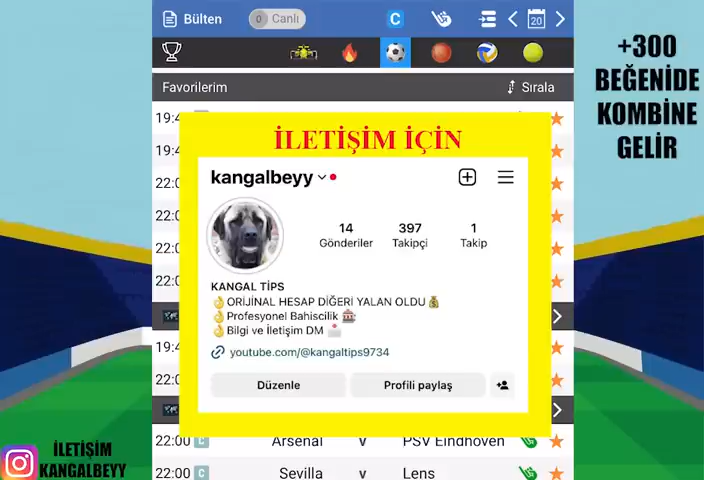 Bülten
0 Canlı
C
20
Favorilerim
Sırala
+300
BEĞENİDE
KOMBİNE
GELİR
19:4
19:4
22:0
22:0
22:0
22:0
19:4
19:4
İLETİŞİM İÇİN
kangalbeyy
14
Gönderiler
397
Takipçi
1
Takip
KANGAL TİPS
👌ORİJİNAL HESAP DİĞERİ YALAN OLDU💰
👌Profesyonel Bahiscilik🎰
👌Bilgi ve İletişim DM📩
youtube.com/@kangaltips9734
Düzenle
Profili paylaş
22:00 C Arsenal v PSV Eindhoven
22:00 C Sevilla v Lens
İLETİŞİM
KANGALBEYY